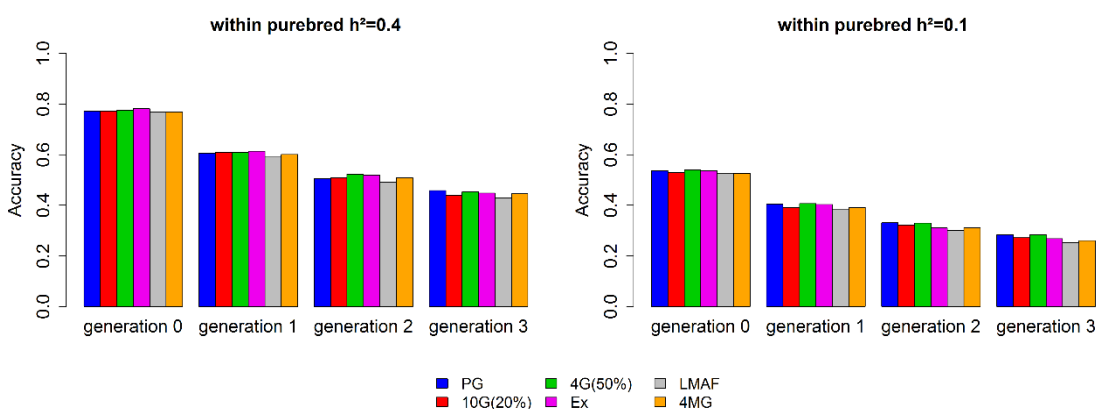 within purebred h²=0.4
Accuracy
1.0
0.8
0.6
0.4
0.2
0.0
generation 0 generation 1 generation 2 generation 3
within purebred h²=0.1
Accuracy
1.0
0.8
0.6
0.4
0.2
0.0
generation 0 generation 1 generation 2 generation 3
PG 4G(50%) LMAF
10G(20%) Ex 4MG